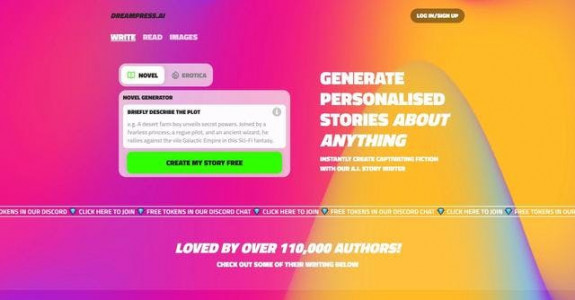 DREAMPRESS.AI
LOG IN/SIGN UP
WRITE READ IMAGES
NOVEL EROTICA
NOVEL GENERATOR
BRIEFLY DESCRIBE THE PLOT
e.g. A desert farm boy unveils secret powers. Joined by a
fearless princess, a rogue pilot, and an ancient wizard, he
rallies against the vile Galactic Empire in this Sci-Fi fantasy.
CREATE MY STORY FREE
GENERATE
PERSONALISED
STORIES ABOUT
ANYTHING
INSTANTLY CREATE CAPTIVATING FICTION
WITH OUR A.I. STORY WRITER
TOKENS IN OUR DISCORD CLICK HERE TO JOIN FREE TOKENS IN OUR DISCORD CHAT CLICK HERE TO JOIN FREE TOKENS IN OUR DISCORD CHAT CLICK HERE TO JOIN
LOVED BY OVER 110,000 AUTHORS!
CHECK OUT SOME OF THEIR WRITING BELOW